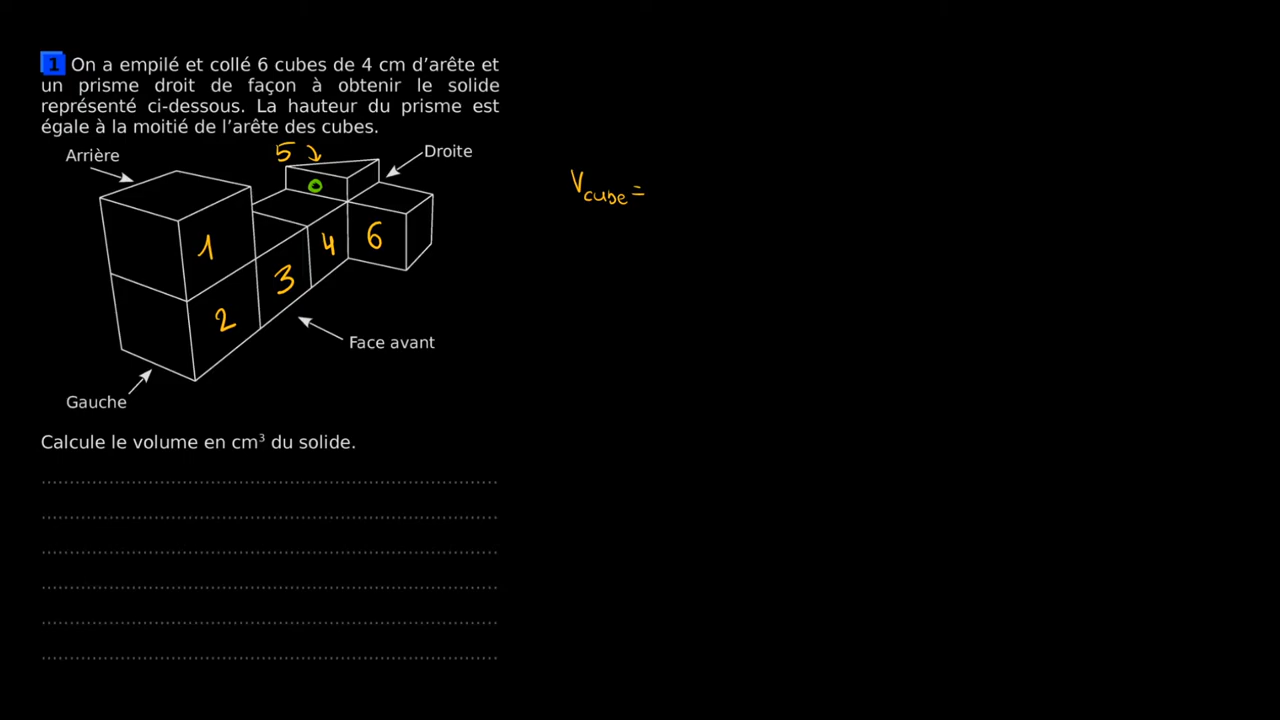 1 On a empilé et collé 6 cubes de 4 cm d’arête et
un prisme droit de façon à obtenir le solide
représenté ci-dessous. La hauteur du prisme est
égale à la moitié de l’arête des cubes.
Arrière
5
Droite
V cube =
1
4
6
3
2
Face avant
Gauche
Calcule le volume en cm³ du solide.